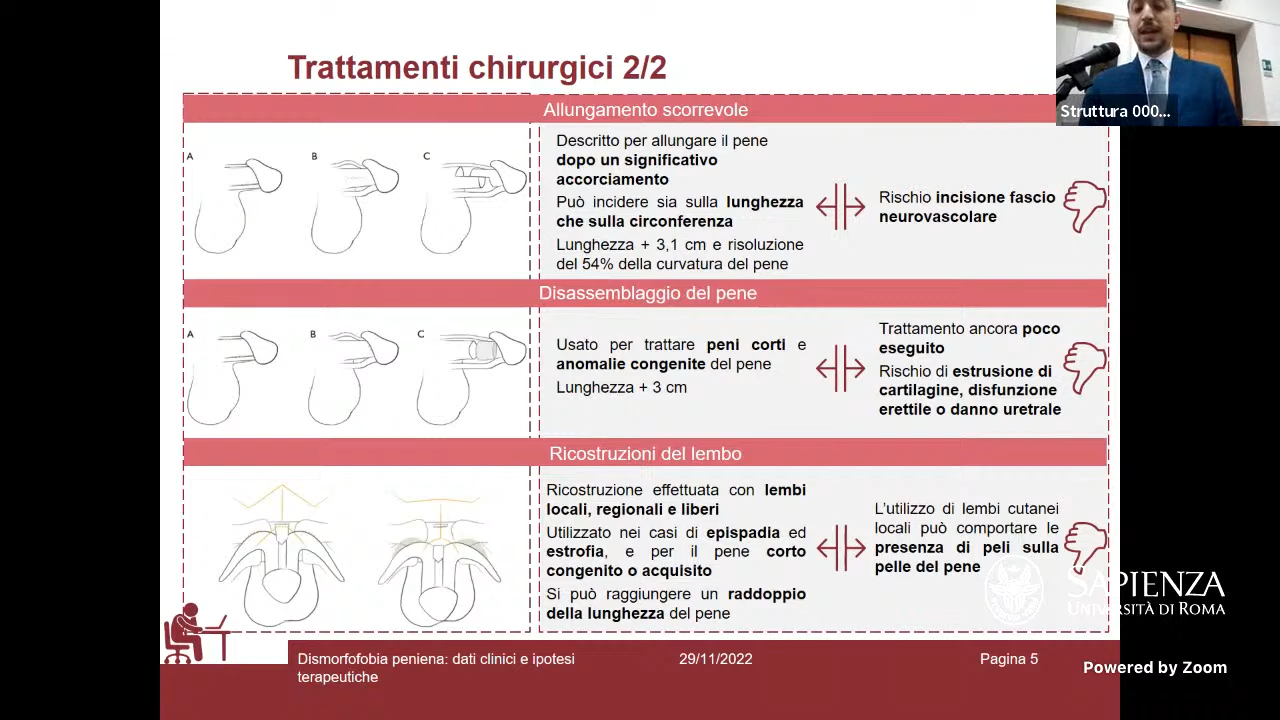 Trattamenti chirurgici 2/2
Struttura 000...
Allungamento scorrevole
A
B
C
Descritto per allungare il pene
dopo un significativo
accorciamento
Può incidere sia sulla lunghezza
che sulla circonferenza
Lunghezza + 3,1 cm e risoluzione
del 54% della curvatura del pene
Rischio incisione fascio
neurovascolare
Disassemblaggio del pene
A
B
C
Usato per trattare peni corti e
anomalie congenite del pene
Lunghezza + 3 cm
Trattamento ancora poco
eseguito
Rischio di estrusione di
cartilagine, disfunzione
erettile o danno uretrale
Ricostruzioni del lembo
Ricostruzione effettuata con lembi
locali, regionali e liberi
Utilizzato nei casi di epispadia ed
estrofia, e per il pene corto
congenito o acquisito
Si può raggiungere un raddoppio
della lunghezza del pene
L'utilizzo di lembi cutanei
locali può comportare le
presenza di peli sulla
pelle del pene
SAPIENZA
UNIVERSITÀ DI ROMA
Dismorfofobia peniena: dati clinici e ipotesi
terapeutiche
29/11/2022
Pagina 5
Powered by Zoom